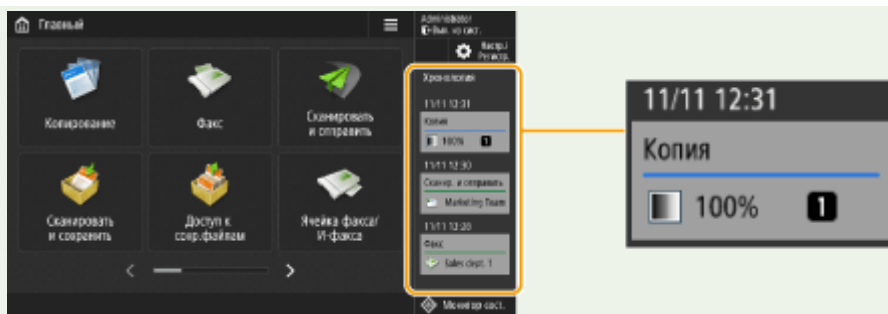 Главный
Administrator
Вып. из сист.
Настр./
Регистр.
Копирование
Факс
Сканировать
и отправить
Сканировать
и сохранить
Доступ к
сохр.файлам
Ячейка факса/
И-факса
Хронология
11/11 12:31
Копия
100% 1
11/11 12:30
Сканир. и отправить
Marketing Team
11/11 12:28
Факс
Sales dept. 1
Монитор сост.
11/11 12:31
Копия
100% 1